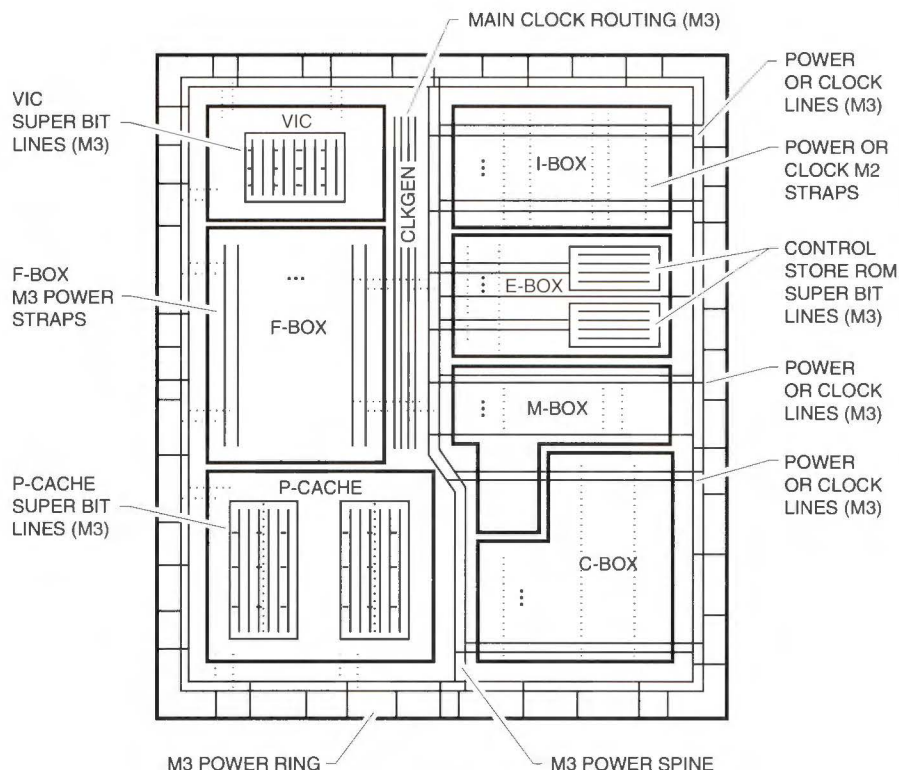 MAIN CLOCK ROUTING (M3)
VIC
SUPER BIT
LINES (M3)
F-BOX
M3 POWER
STRAPS
P-CACHE
SUPER BIT
LINES (M3)
VIC
CLKGEN
F-BOX
P-CACHE
I-BOX
E-BOX
M-BOX
C-BOX
POWER
OR CLOCK
LINES (M3)
POWER OR
CLOCK M2
STRAPS
CONTROL
STORE ROM
SUPER BIT
LINES (M3)
POWER
OR CLOCK
LINES (M3)
POWER
OR CLOCK
LINES (M3)
M3 POWER RING
M3 POWER SPINE